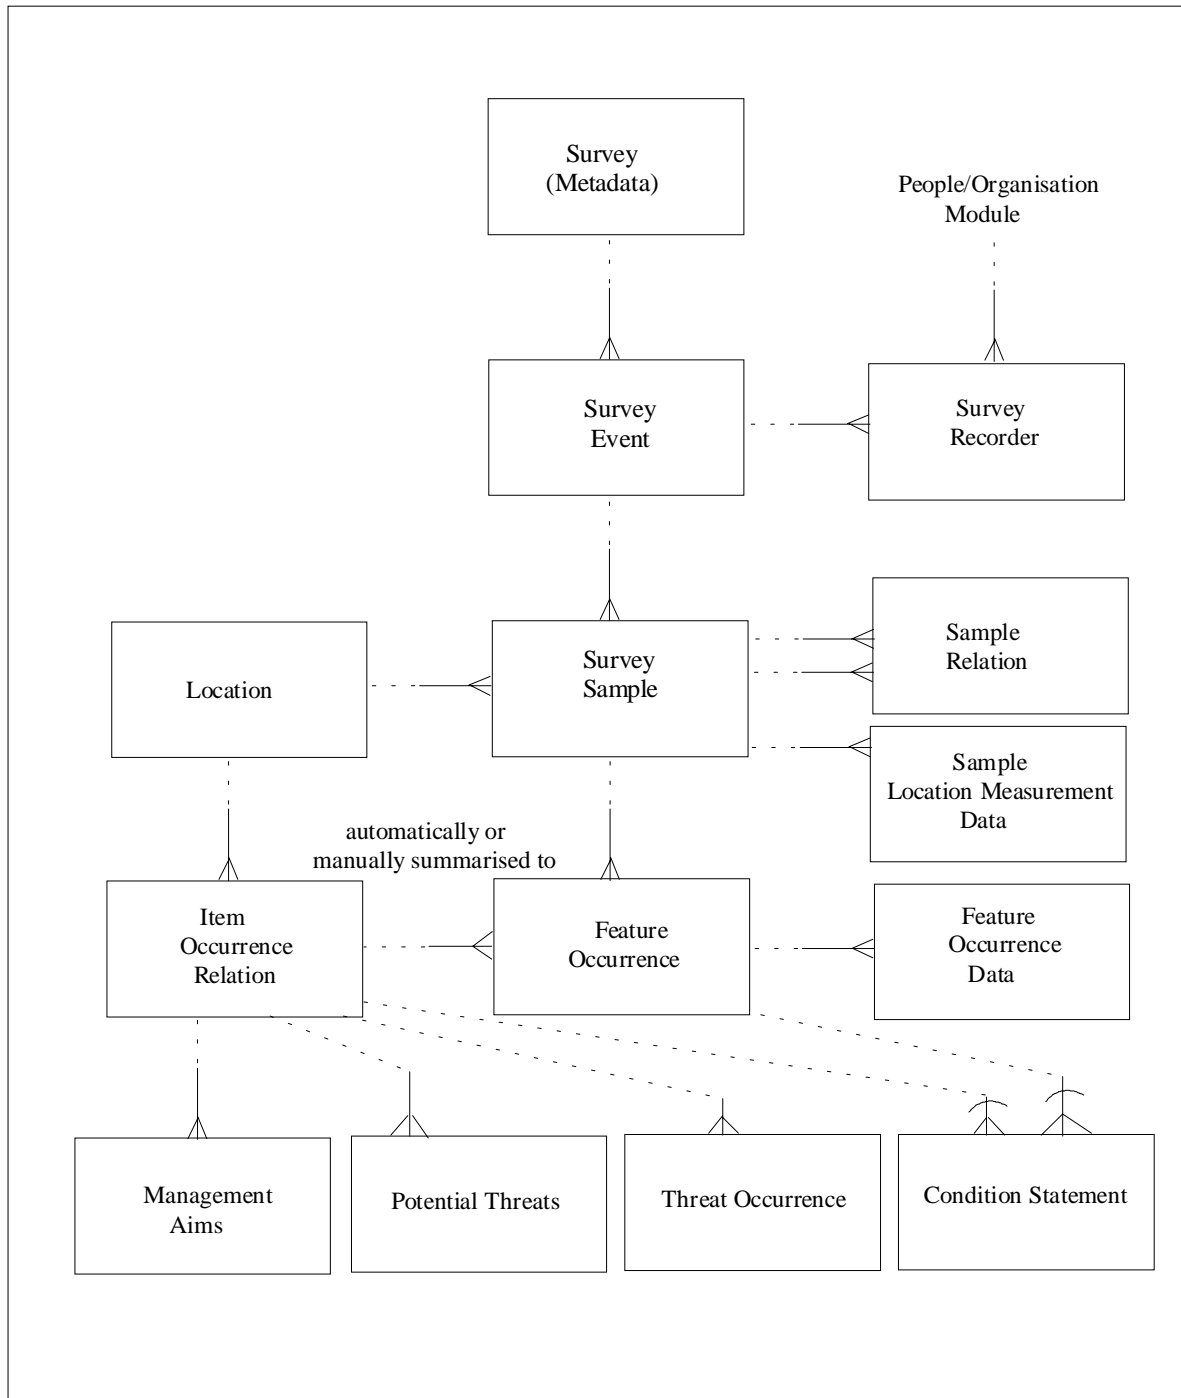 Survey
(Metadata)
People/Organisation
Module
Survey
Event
Survey
Recorder
Location
Survey
Sample
Sample
Relation
Sample
Location Measurement
Data
automatically or
manually summarised to
Item
Occurrence
Relation
Feature
Occurrence
Feature
Occurrence
Data
Management
Aims
Potential Threats
Threat Occurrence
Condition Statement